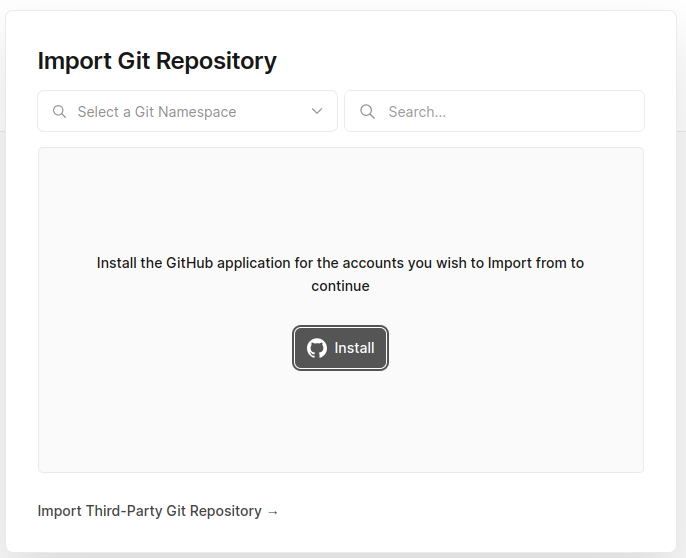 Import Git Repository
Select a Git Namespace
Search...
Install the GitHub application for the accounts you wish to Import from to
continue
Install
Import Third-Party Git Repository →